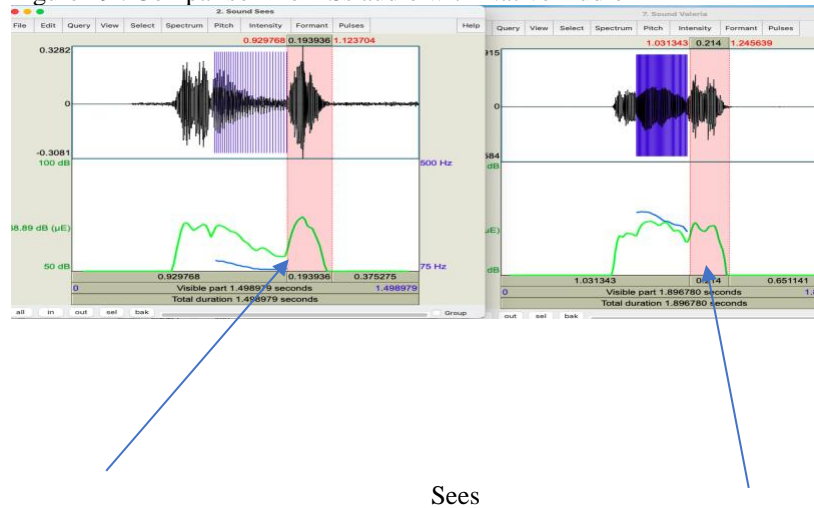 2. Sound Sees
File Edit Query View Select Spectrum Pitch Intensity Formant Pulses Help
0.929768 0.193936 1.123704
0.3282
0
-0.3081
100 dB
500 Hz
50 dB
75 Hz
0.929768 0.193936 0.375275
0 Visible part 1.498979 seconds 1.498979
Total duration 1.498979 seconds
all in out sel bak Group
7. Sound Valeria
Query View Select Spectrum Pitch Intensity Formant Pulses
1.031343 0.214 1.245639
0
1.031343 0.651141
0 Visible part 1.896780 seconds
Total duration 1.896780 seconds
out sel bak
Sees